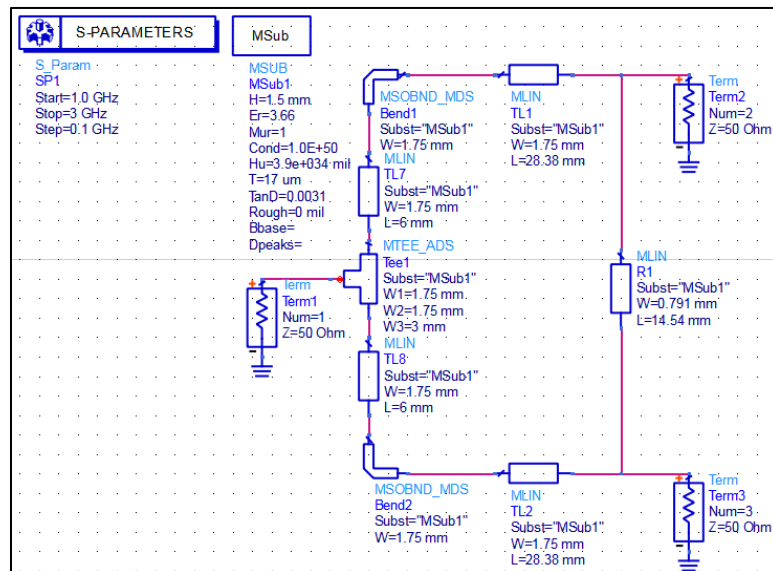 S-PARAMETERS
MSub
S_Param
SP1
Start=1.0 GHz
Stop=3 GHz
Step=0.1 GHz
MSUB
MSub1
H=1.5 mm
Er=3.66
Mur=1
Cond=1.0E+50
Hu=3.9e+034 mil
T=17 um
TanD=0.0031
Rough=0 mil
Bbase=
Dpeaks=
MSOBND_MDS
Bend1
Subst="MSub1"
W=1.75 mm
MLIN
TL1
Subst="MSub1"
W=1.75 mm
L=28.38 mm
Term
Term2
Num=2
Z=50 Ohm
MLIN
TL7
Subst="MSub1"
W=1.75 mm
L=6 mm
MTEE_ADS
Tee1
Subst="MSub1"
W1=1.75 mm
W2=1.75 mm
W3=3 mm
Term
Term1
Num=1
Z=50 Ohm
MLIN
R1
Subst="MSub1"
W=0.791 mm
L=14.54 mm
MLIN
TL8
Subst="MSub1"
W=1.75 mm
L=6 mm
MSOBND_MDS
Bend2
Subst="MSub1"
W=1.75 mm
MLIN
TL2
Subst="MSub1"
W=1.75 mm
L=28.38 mm
Term
Term3
Num=3
Z=50 Ohm